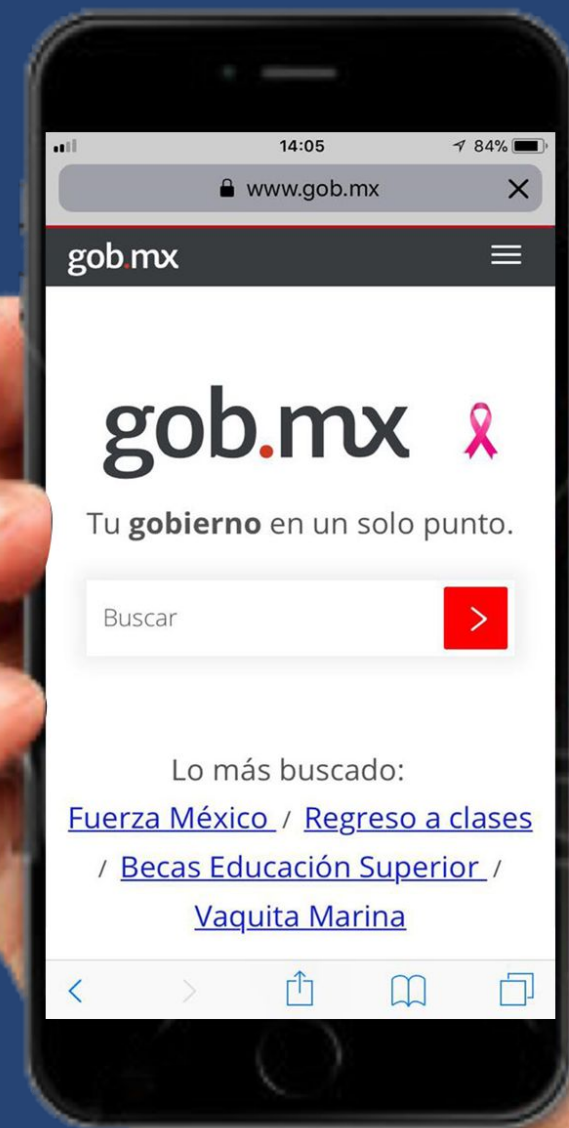 14:05 84%
www.gob.mx
gob.mx
gob.mx
Tu gobierno en un solo punto.
Buscar
Lo más buscado:
Fuerza México / Regreso a clases
/ Becas Educación Superior /
Vaquita Marina